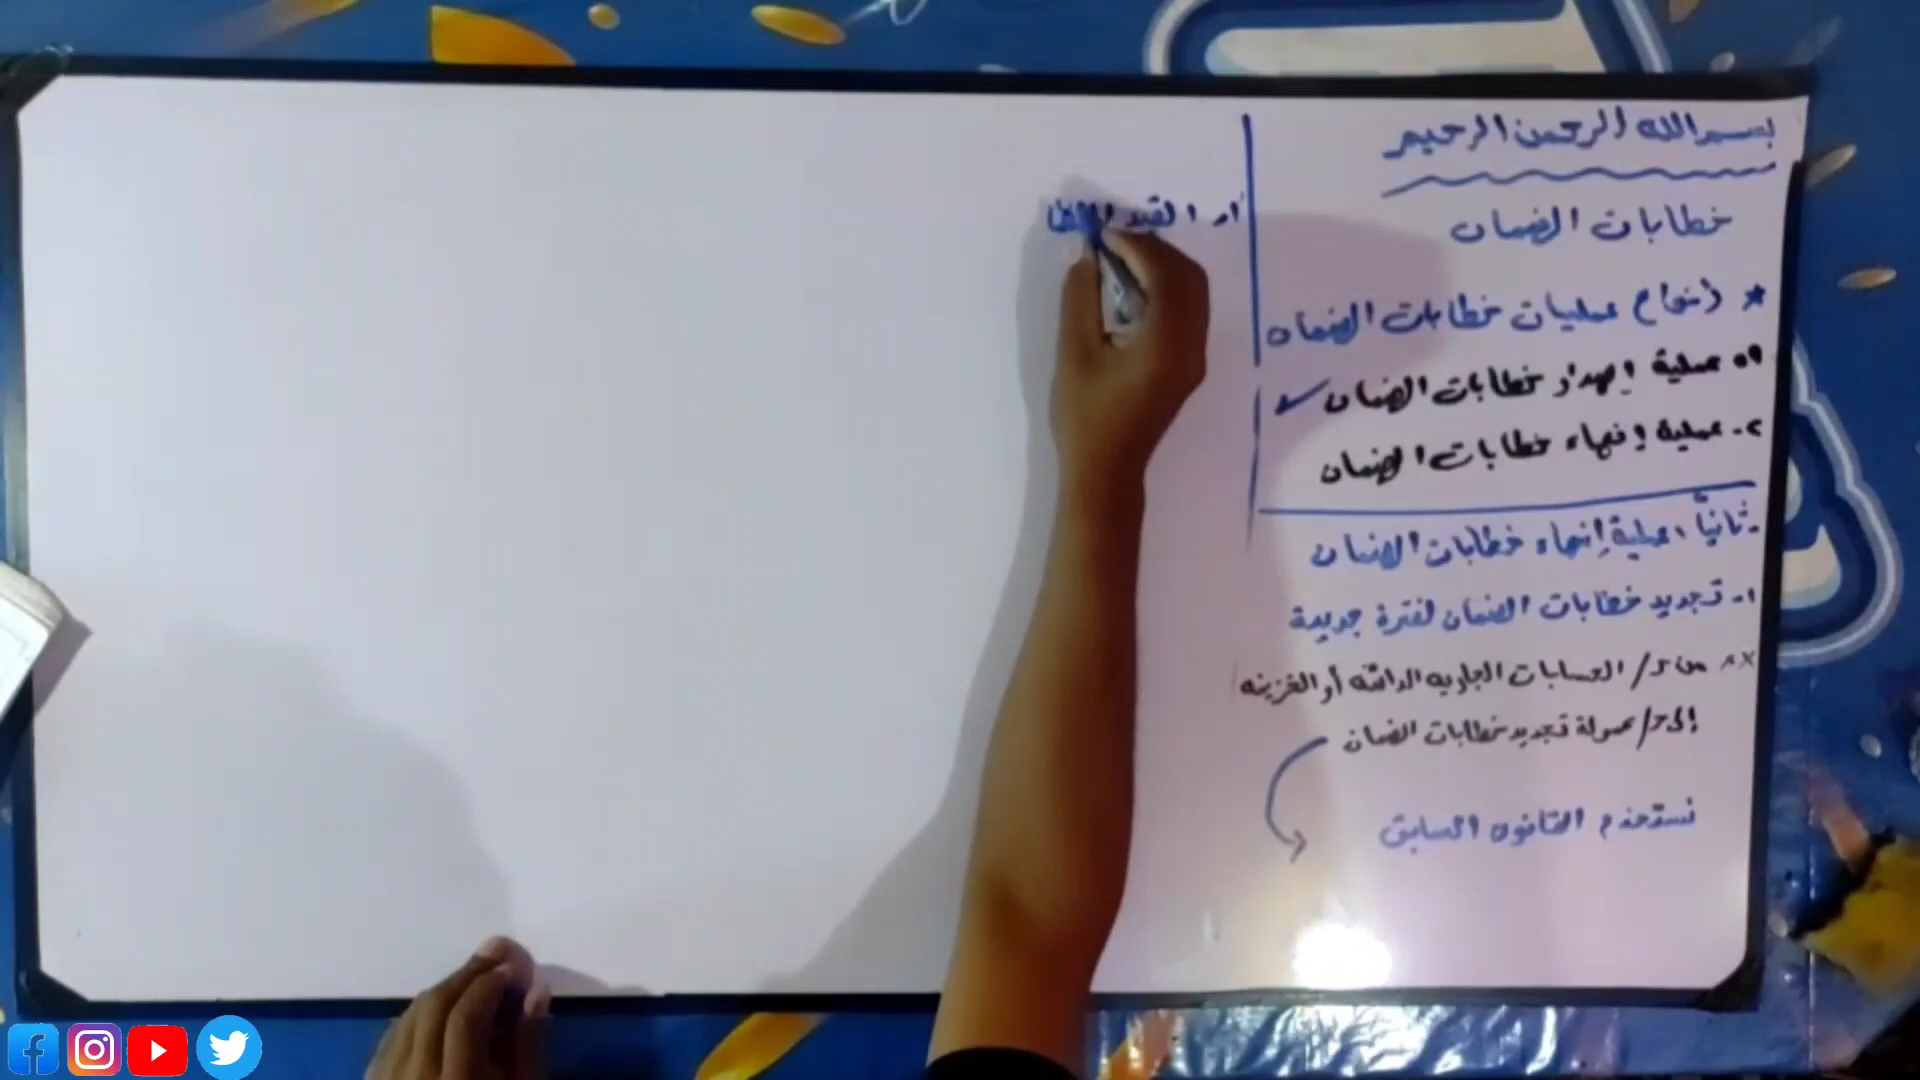 بسم الله الرحمن الرحيم
خطابات الضمان
* أنواع عمليات خطابات الضمان
١- عملية إصدار خطابات الضمان ✓
٢- عملية إنهاء خطابات الضمان
- ثانياً: عملية إنهاء خطابات الضمان
١- تجديد خطابات الضمان لفترة جديدة
×× من ح/ الحسابات الجارية الدائنة أو الخزينه
إلى ح/ عمولة تجديد خطابات الضمان
نستخدم القانون السابق
القيد